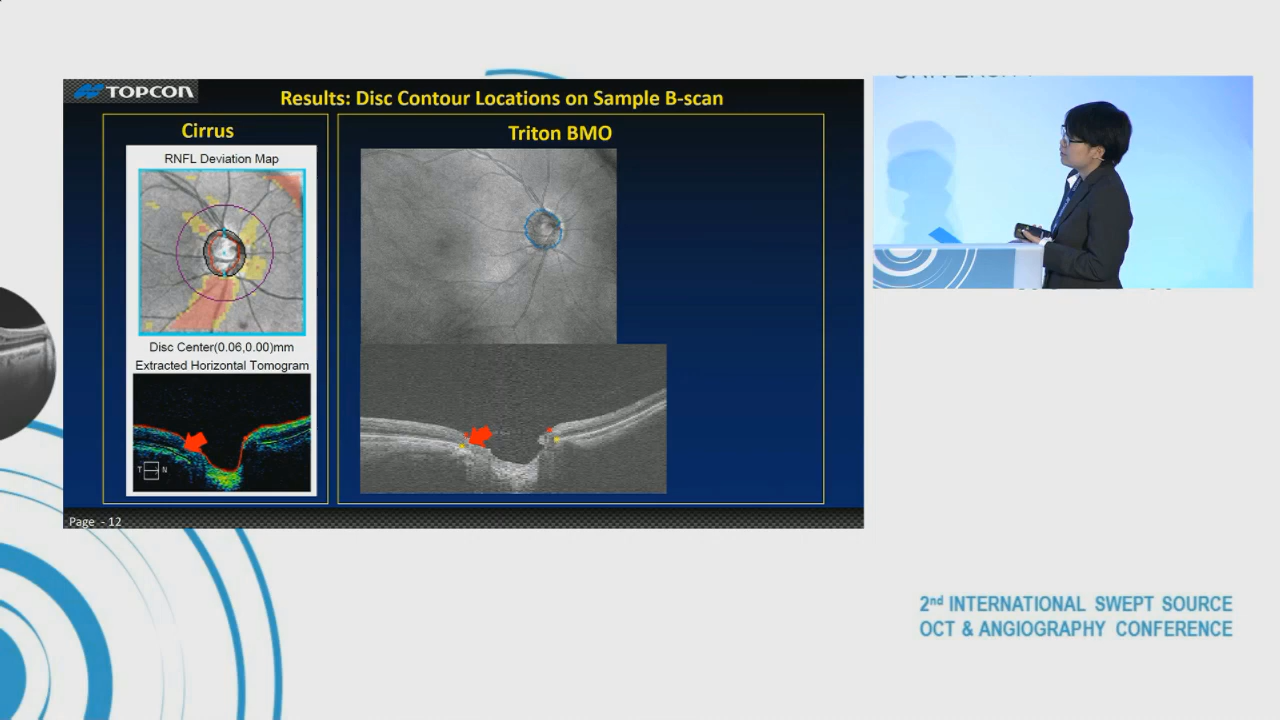 TOPCON
Results: Disc Contour Locations on Sample B-scan
Cirrus
RNFL Deviation Map
Disc Center(0.06,0.00)mm
Extracted Horizontal Tomogram
T N
Triton BMO
Page - 12
2nd INTERNATIONAL SWEPT SOURCE
OCT & ANGIOGRAPHY CONFERENCE